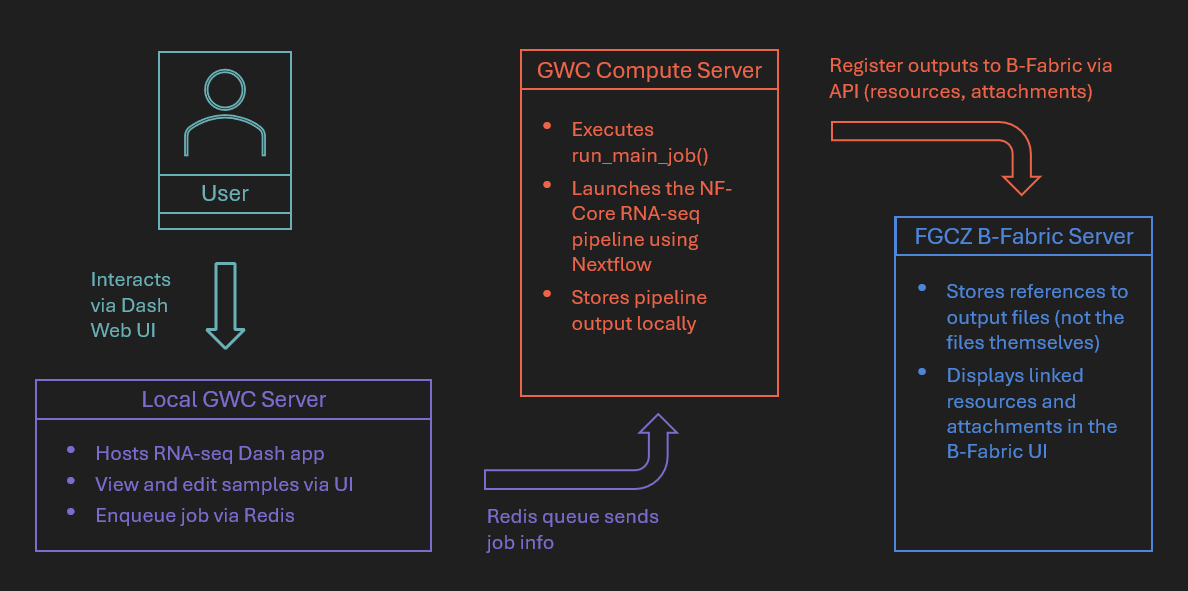 User
Interacts
via Dash
Web UI
Local GWC Server
• Hosts RNA-seq Dash app
• View and edit samples via UI
• Enqueue job via Redis
Redis queue sends
job info
GWC Compute Server
• Executes
run_main_job()
• Launches the NF-
Core RNA-seq
pipeline using
Nextflow
• Stores pipeline
output locally
Register outputs to B-Fabric via
API (resources, attachments)
FGCZ B-Fabric Server
• Stores references to
output files (not the
files themselves)
• Displays linked
resources and
attachments in the
B-Fabric UI